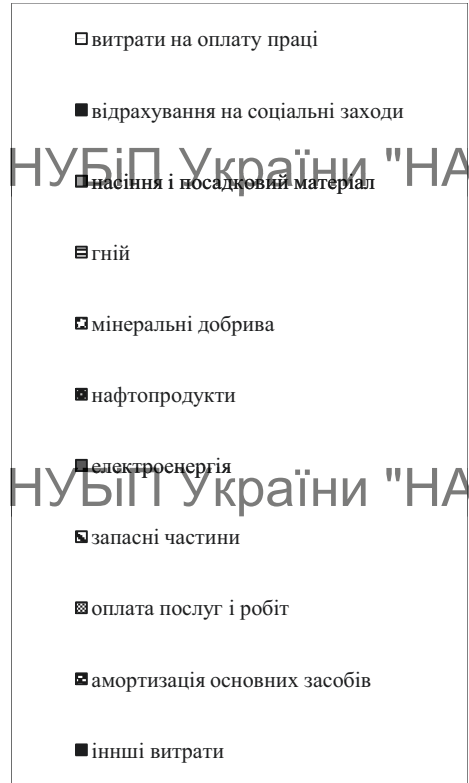 витрати на оплату праці
відрахування на соціальні заходи
НУБіП України "НА
насіння і посадковий матеріал
гній
мінеральні добрива
нафтопродукти
електроенергія
НУБіП України "НА
запасні частини
оплата послуг і робіт
амортизація основних засобів
іннші витрати